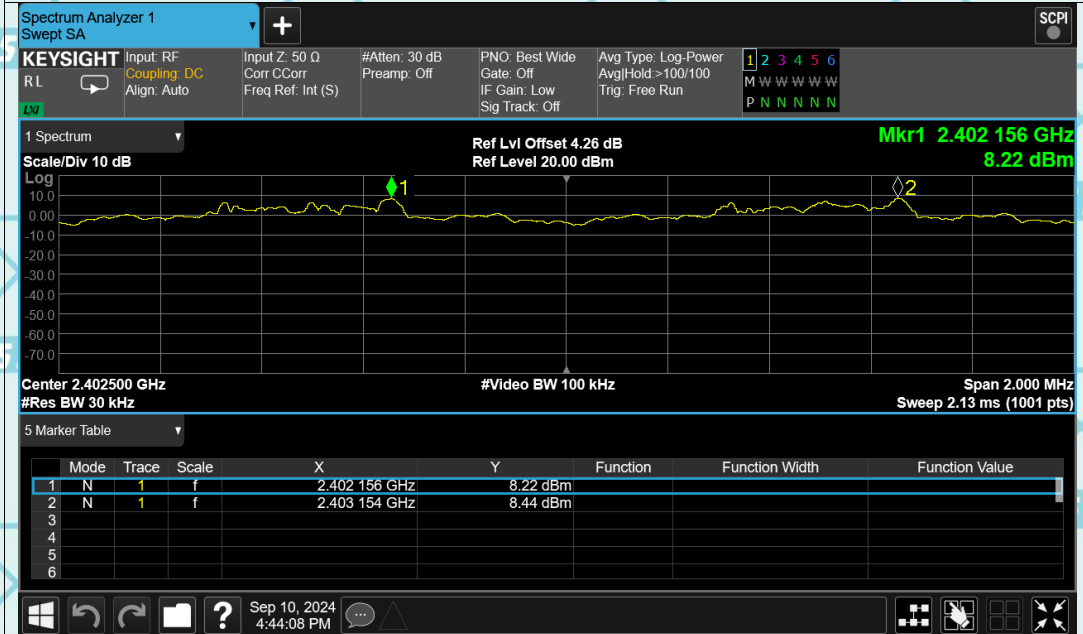 Spectrum Analyzer 1
Swept SA
+
SCPI
KEYSIGHT
RL
LXI
Input: RF
Coupling: DC
Align: Auto
Input Z: 50 Ω
Corr CCorr
Freq Ref: Int (S)
#Atten: 30 dB
Preamp: Off
PNO: Best Wide
Gate: Off
IF Gain: Low
Sig Track: Off
Avg Type: Log-Power
Avg|Hold:>100/100
Trig: Free Run
1 2 3 4 5 6
M W W W W W
P N N N N N
1 Spectrum
Scale/Div 10 dB
Ref Lvl Offset 4.26 dB
Ref Level 20.00 dBm
Mkr1 2.402 156 GHz
8.22 dBm
Log
1
2
10.0
0.00
-10.0
-20.0
-30.0
-40.0
-50.0
-60.0
-70.0
Center 2.402500 GHz
#Video BW 100 kHz
Span 2.000 MHz
#Res BW 30 kHz
Sweep 2.13 ms (1001 pts)
5 Marker Table
Mode Trace Scale X Y Function Function Width Function Value
1 N 1 f 2.402 156 GHz 8.22 dBm
2 N 1 f 2.403 154 GHz 8.44 dBm
3
4
5
6
?
Sep 10, 2024
4:44:08 PM